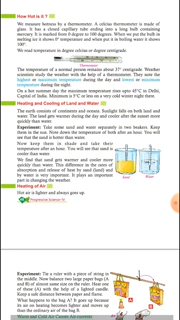 How Hot is it ?
We measure hotness by a thermometer. A celcius thermometer is made of
glass. It has a closed capillary tube ending into a long bulb containing
mercury. It is marked from 0 degree to 100 degrees. When we put the bulb in
melting ice it shows 0° temperature and when put it in boiling water it shows
100°.
We read temperature in degree celcius or degree centigrade.
Thermometer
The temperature of a normal person remains about 37° centigrade. Weather
scientists study the weather with the help of a thermometer. They note the
highest or maximum temperature during the day and lowest or minimum
temperature during the night.
On a hot summer day the maximum temperature rises upto 45°C in Delhi,
Capital of India. Minimum is 5°C or less on a very cold winter night there.
Heating and Cooling of Land and Water
The earth consists of continents and oceans. Sunlight falls on both land and
water. The land gets warmer during the day and cooler after the sunset more
quickly than water
Experiment: Take some sand and water separately in two beakers. Keep
them in the sun. Note down the temperature of both after an hour. You will
see that the sand is hotter than water.
Now keep them in shade and take their
temperature after an hour. You will see that sand is
cooler than water
We find that sand gets warmer and cooler more
quickly than water. This difference in the rates of
absorption and release of heat by sand (land) and
by water is very important. It plays an important
part in changing the weather.
Heating of Air
Hot air is lighter and always gets up.
Progressive Science-4
Experiment: Tie a ruler with a piece of string in
the middle. Now balance two large paper bags (A
and B) of almost same size on the ruler. Heat one
of these (A) with the help of a lighted candle.
Keep a safe distance between paper and flame.
What happens to the bag A? It goes up because
its air on heating becomes lighter and moves up
than the ordinary air of the bag B.
Warm and Cold Air Causes Air-current
A
B